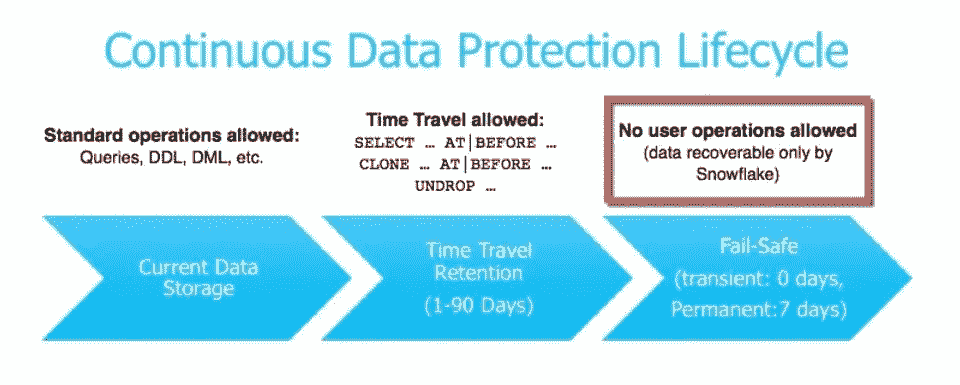 Continuous Data Protection Lifecycle
Standard operations allowed:
Queries, DDL, DML, etc.
Time Travel allowed:
SELECT … AT|BEFORE …
CLONE … AT|BEFORE …
UNDROP …
No user operations allowed
(data recoverable only by
Snowflake)
Current Data
Storage
Time Travel
Retention
(1-90 Days)
Fail-Safe
(transient: 0 days,
Permanent:7 days)